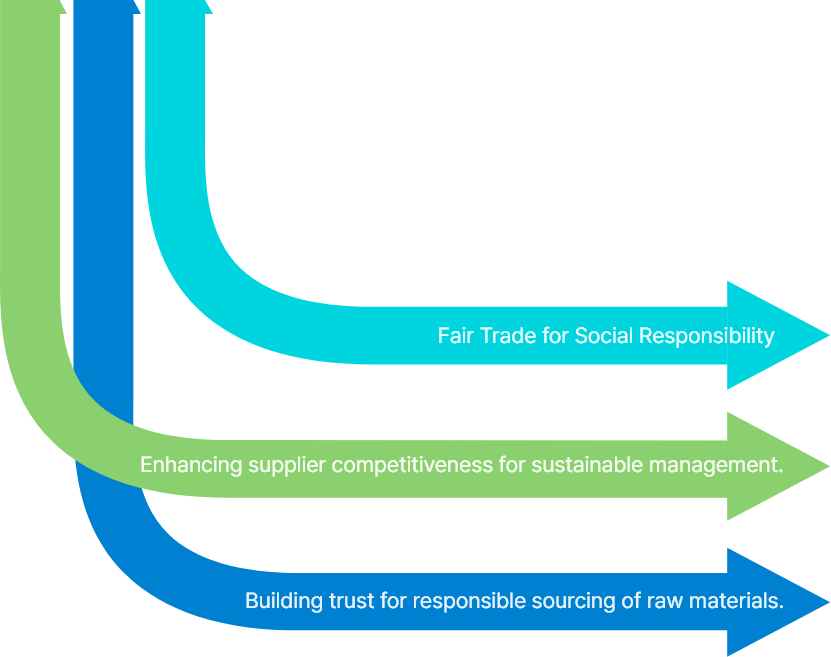 Fair Trade for Social Responsibility
Enhancing supplier competitiveness for sustainable management.
Building trust for responsible sourcing of raw materials.